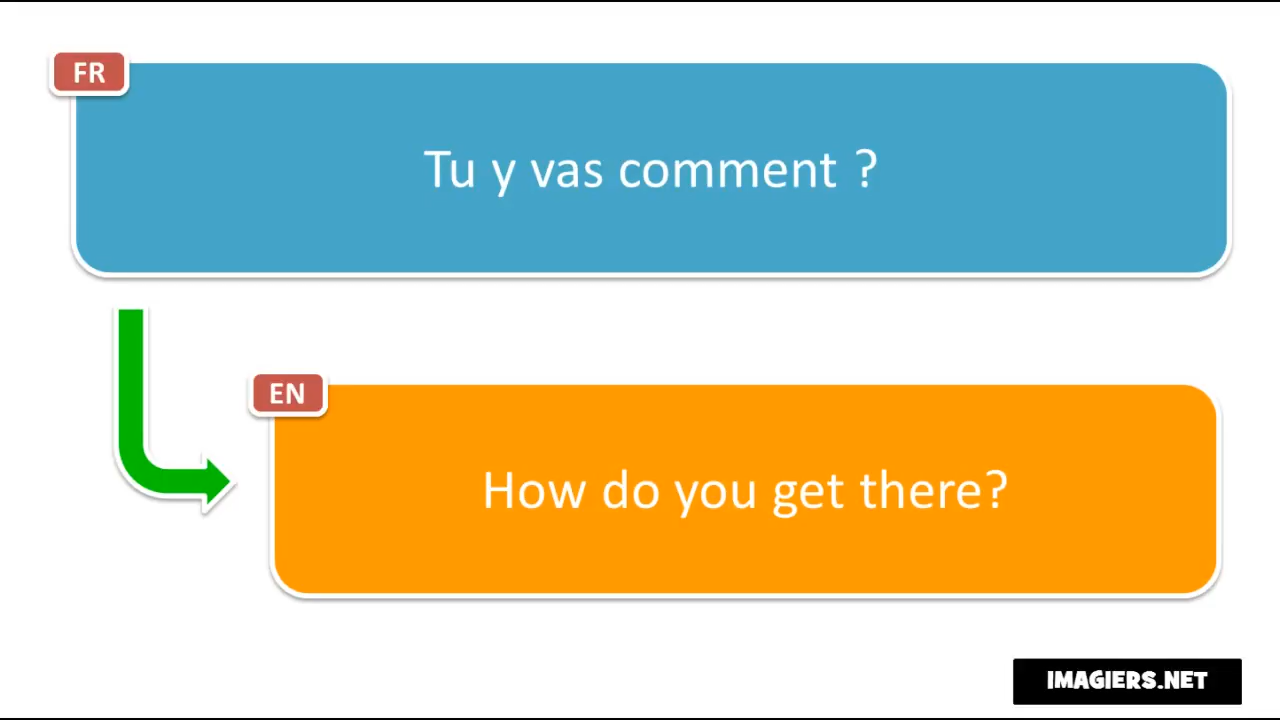 FR
Tu y vas comment ?
EN
How do you get there?
IMAGIERS.NET